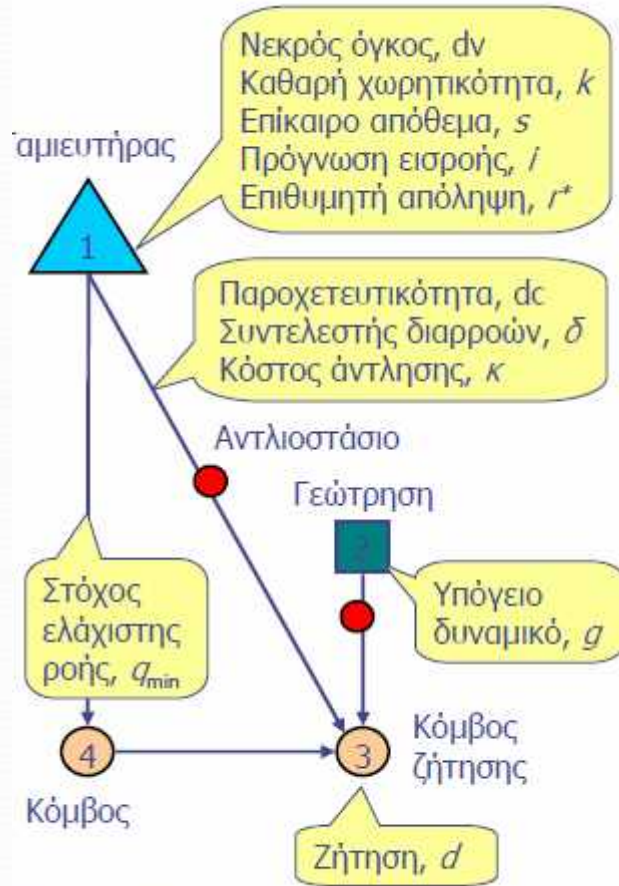 Νεκρός όγκος, dv
Καθαρή χωρητικότητα, k
Επίκαιρο απόθεμα, s
Πρόγνωση εισροής, i
Επιθυμητή απόληψη, r*
αμιευτήρας
1
Παροχετευτικότητα, dc
Συντελεστής διαρροών, δ
Κόστος άντλησης, κ
Αντλιοστάσιο
Γεώτρηση
2
Στόχος
ελάχιστης
ροής, qmin
Υπόγειο
δυναμικό, g
4
3
Κόμβος
ζήτησης
Κόμβος
Ζήτηση, d